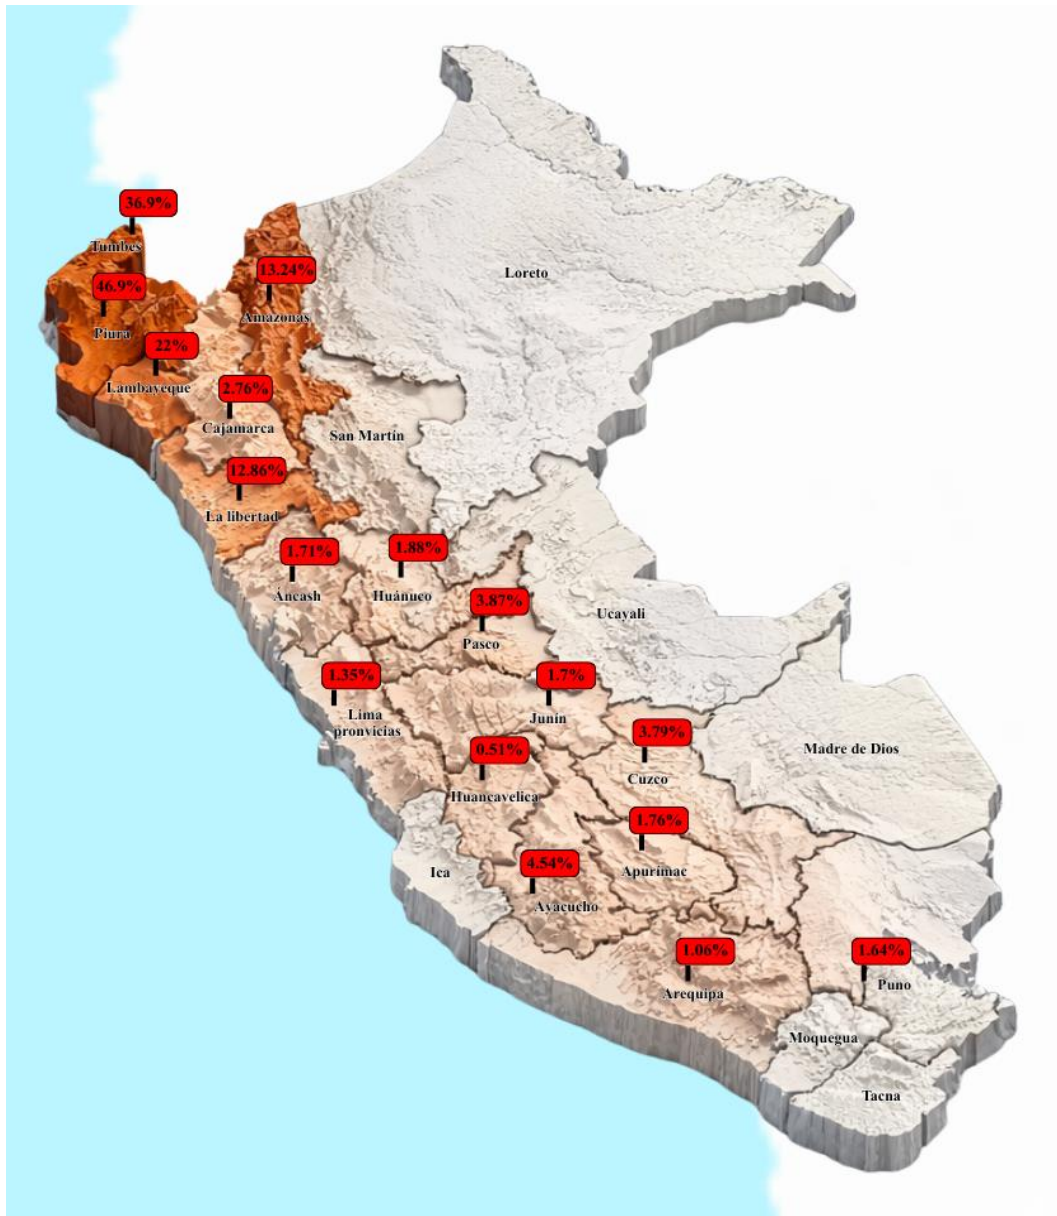 36.9%
Tumbes
46.9%
Piura
13.24%
Amazonas
Loreto
22%
Lambayeque
2.76%
Cajamarca
San Martín
12.86%
La libertad
1.71%
Áncash
1.88%
Huánuco
3.87%
Pasco
Ucayali
1.35%
Lima
pronvicias
1.7%
Junín
3.79%
Cuzco
Madre de Dios
0.51%
Huancavelica
1.76%
Apurimac
Ica
4.54%
Ayacucho
1.06%
Arequipa
1.64%
Puno
Moquegua
Tacna